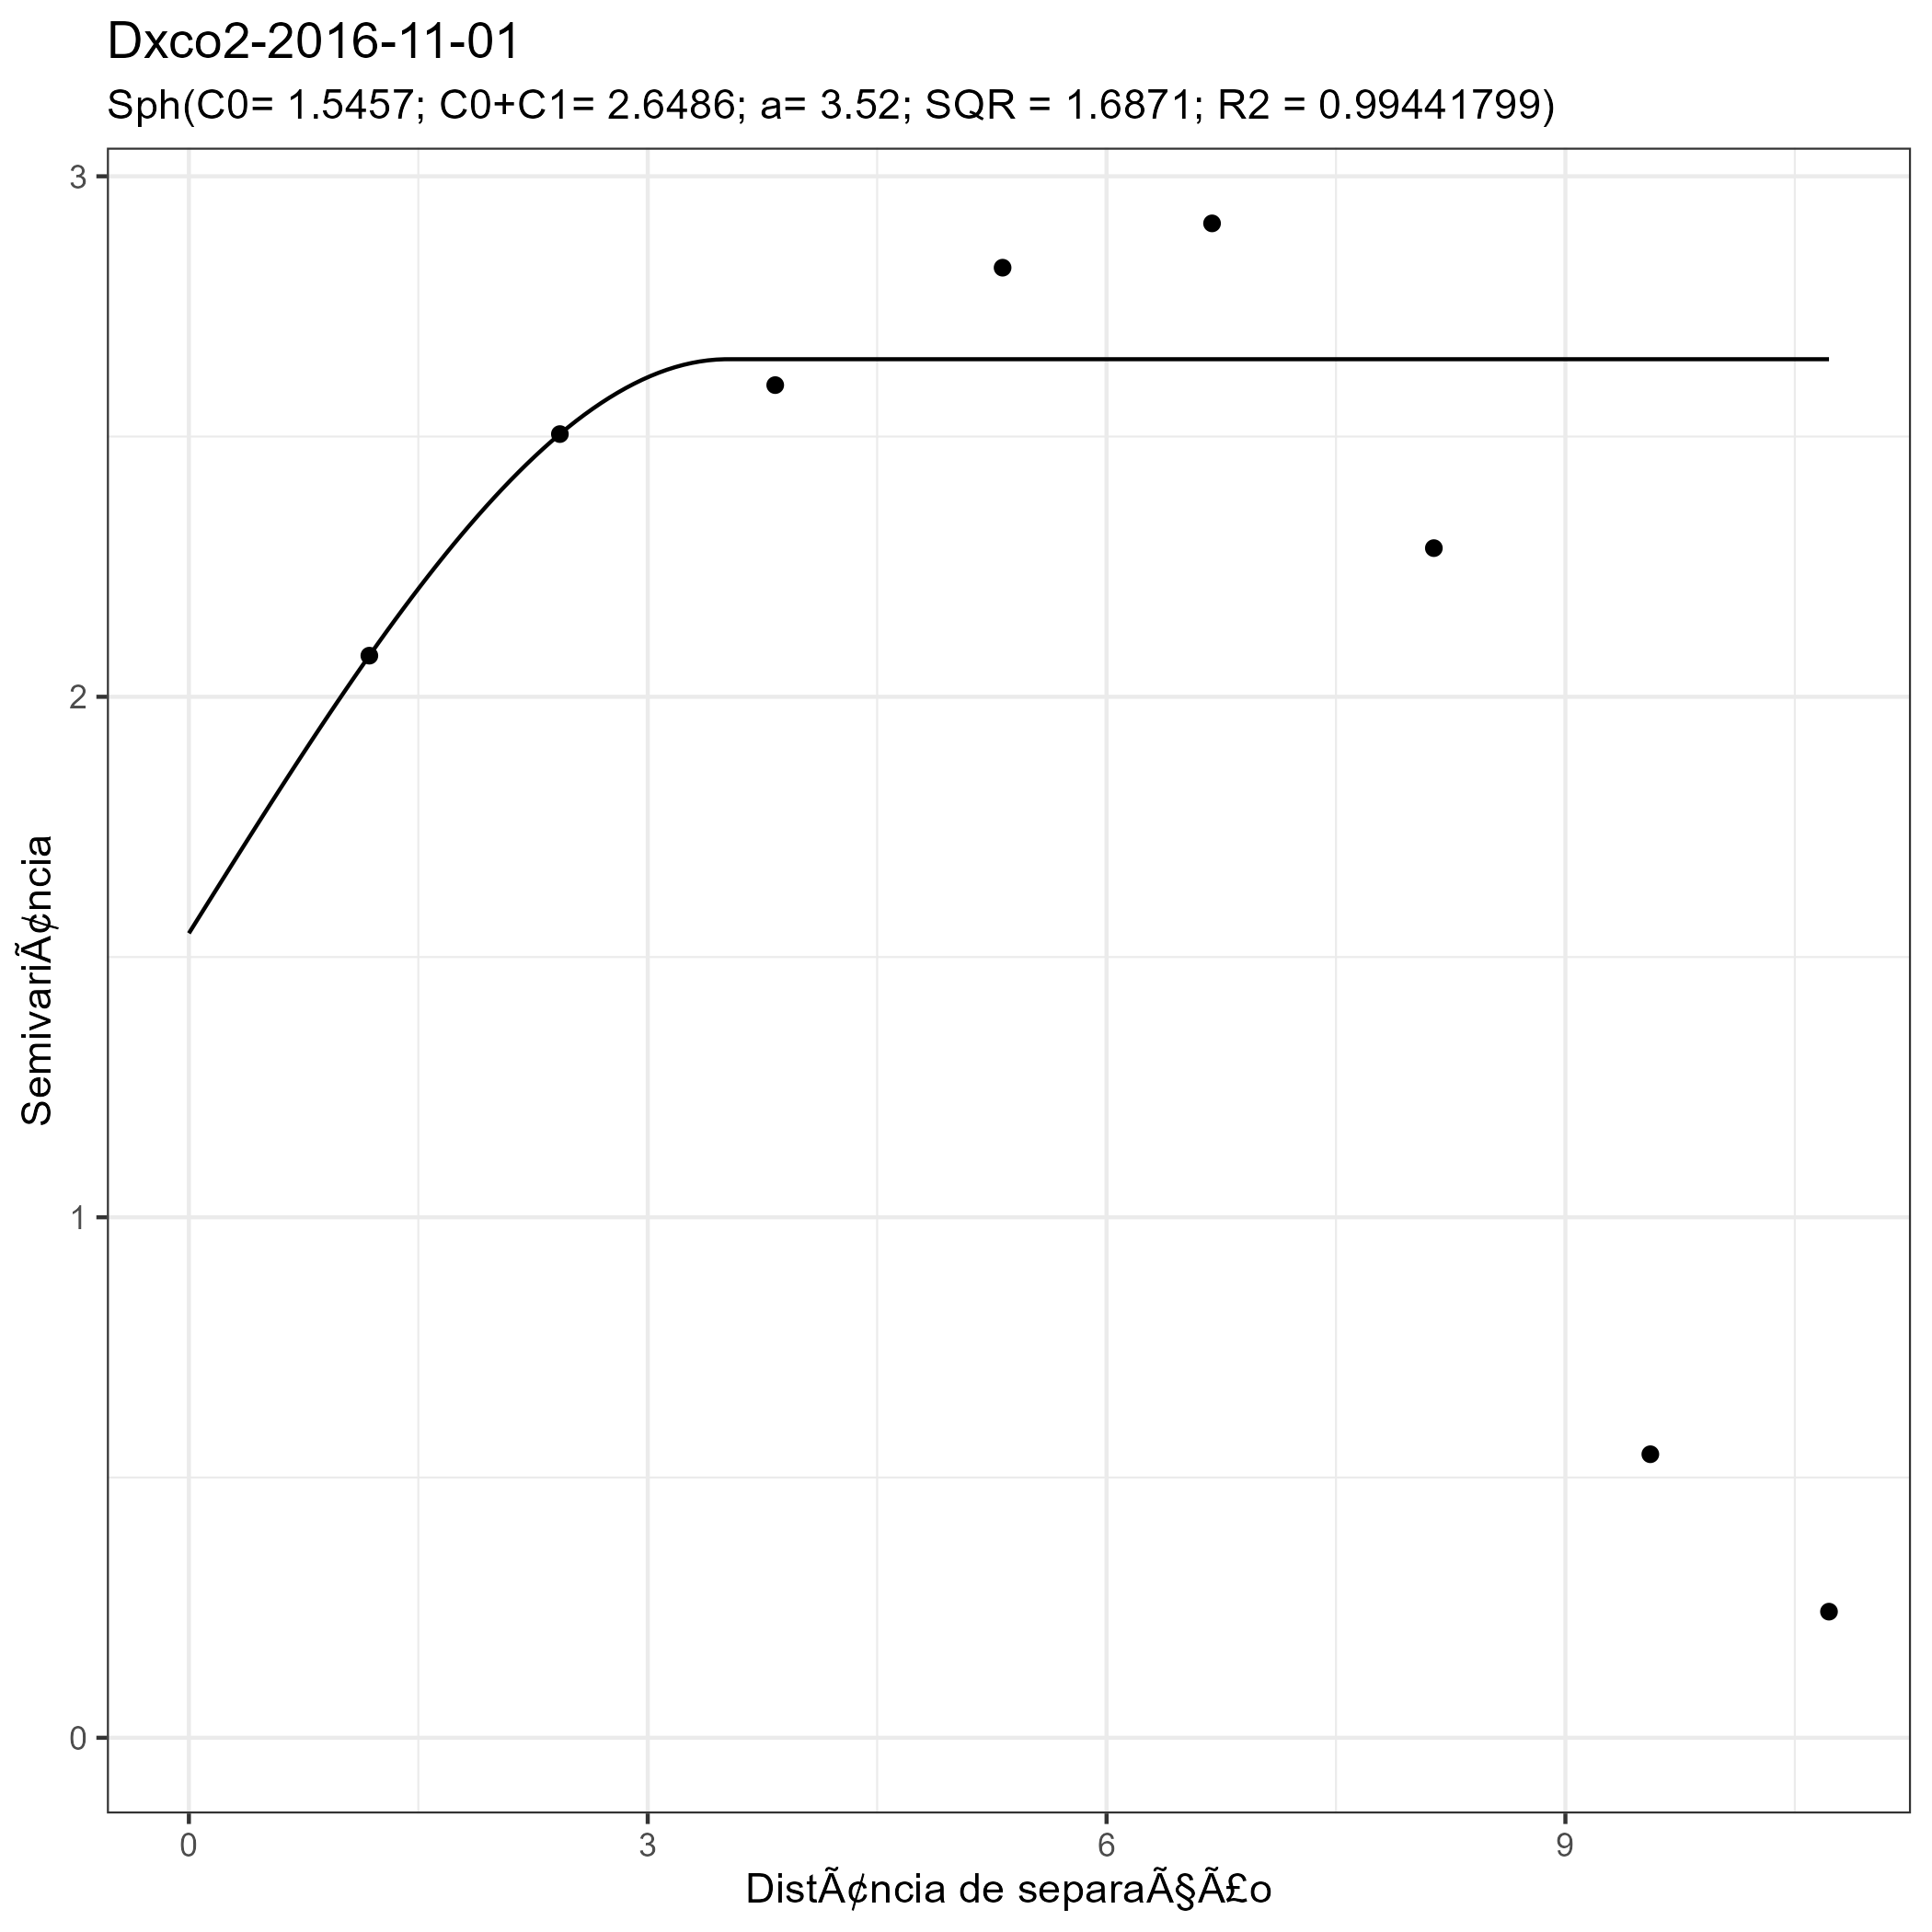 Dxco2-2016-11-01
Sph(C0= 1.5457; C0+C1= 2.6486; a= 3.52; SQR = 1.6871; R2 = 0.99441799)
3
2
1
0
SemivariÃ¢ncia
0 3 6 9
DistÃ¢ncia de separaÃ§Ã£o